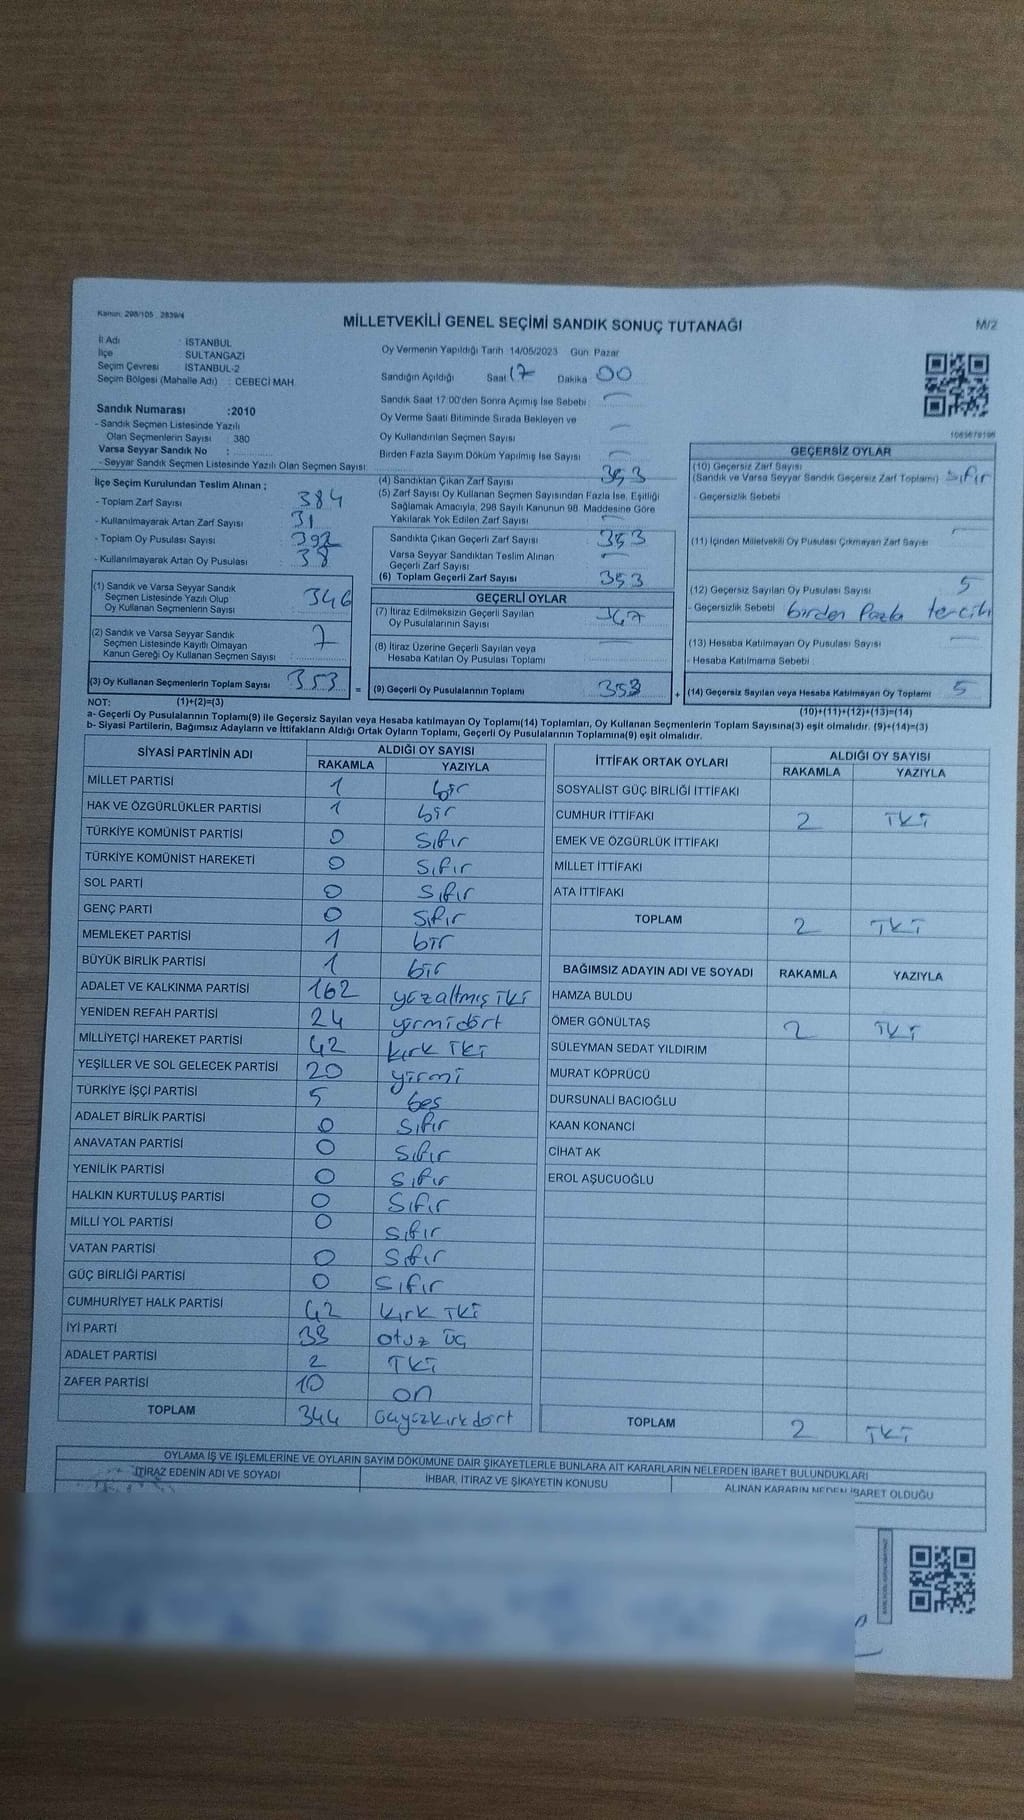 Kanun: 298/105 . 2839/4
MİLLETVEKİLİ GENEL SEÇİMİ SANDIK SONUÇ TUTANAĞI
M/2
İl Adı : İSTANBUL
İlçe SULTANGAZİ
Seçim Çevresi İSTANBUL-2
Seçim Bölgesi (Mahalle Adı) : CEBECİ MAH.
Sandık Numarası :2010
- Sandık Seçmen Listesinde Yazılı
Olan Seçmenlerin Sayısı : 380
Varsa Seyyar Sandık No :
- Seyyar Sandık Seçmen Listesinde Yazılı Olan Seçmen Sayısı:
Oy Vermenin Yapıldığı Tarih 14/05/2023 Gün Pazar
Sandığın Açıldığı Saat 17 Dakika 00
Sandık Saat 17:00'den Sonra Açımış İse Sebebi :
Oy Verme Saati Bitiminde Sırada Bekleyen ve
Oy Kullandırılan Seçmen Sayısı
Birden Fazla Sayım Döküm Yapılmış İse Sayısı
İlçe Seçim Kurulundan Teslim Alınan ;
- Toplam Zarf Sayısı : 384
- Kullanılmayarak Artan Zarf Sayısı 31
- Toplam Oy Pusulası Sayısı 392
- Kullanılmayarak Artan Oy Pusulası : 38
(1) Sandık ve Varsa Seyyar Sandık
Seçmen Listesinde Yazılı Olup
Oy Kullanan Seçmenlerin Sayısı 346
(2) Sandık ve Varsa Seyyar Sandık
Seçmen Listesinde Kayıtlı Olmayan
Kanun Gereği Oy Kullanan Seçmen Sayısı : 7
(3) Oy Kullanan Seçmenlerin Toplam Sayısı 353
(4) Sandıktan Çıkan Zarf Sayısı 353
(5) Zarf Sayısı Oy Kullanan Seçmen Sayısından Fazla İse, Eşitliği
Sağlamak Amacıyla, 298 Sayılı Kanunun 98. Maddesine Göre
Yakılarak Yok Edilen Zarf Sayısı
Sandıkta Çıkan Geçerli Zarf Sayısı 353
Varsa Seyyar Sandıktan Teslim Alınan
Geçerli Zarf Sayısı
(6) Toplam Geçerli Zarf Sayısı 353
GEÇERLİ OYLAR
(7) İtiraz Edilmeksizin Geçerli Sayılan
Oy Pusulalarının Sayısı
(8) İtiraz Üzerine Geçerli Sayılan veya
Hesaba Katılan Oy Pusulası Toplamı
= (9) Geçerli Oy Pusulalarının Toplamı
GEÇERSİZ OYLAR
(10) Geçersiz Zarf Sayısı
(Sandık ve Varsa Seyyar Sandık Geçersiz Zarf Toplamı) sıfır
- Geçersizlik Sebebi :
(11) İçinden Milletvekili Oy Pusulası Çıkmayan Zarf Sayısı
(12) Geçersiz Sayılan Oy Pusulası Sayısı 5
- Geçersizlik Sebebi birden fazla tercih
(13) Hesaba Katılmayan Oy Pusulası Sayısı
- Hesaba Katılmama Sebebi
+ (14) Geçersiz Sayılan veya Hesaba Katılmayan Oy Toplamı 5
NOT: (1)+(2)=(3) (10)+(11)+(12)+(13)=(14)
a- Geçerli Oy Pusulalarının Toplamı(9) ile Geçersiz Sayılan veya Hesaba katılmayan Oy Toplamı(14) Toplamları, Oy Kullanan Seçmenlerin Toplam Sayısına(3) eşit olmalıdır. (9)+(14)=(3)
b- Siyasi Partilerin, Bağımsız Adayların ve İttifakların Aldığı Ortak Oyların Toplamı, Geçerli Oy Pusulalarının Toplamına(9) eşit olmalıdır.
SİYASİ PARTİNİN ADI ALDIĞI OY SAYISI
RAKAMLA YAZIYLA
MİLLET PARTİSİ 1 bir
HAK VE ÖZGÜRLÜKLER PARTİSİ 1 bir
TÜRKİYE KOMÜNİST PARTİSİ 0 sıfır
TÜRKİYE KOMÜNİST HAREKETİ 0 sıfır
SOL PARTİ 0 sıfır
GENÇ PARTİ 0 sıfır
MEMLEKET PARTİSİ 1 bir
BÜYÜK BİRLİK PARTİSİ 1 bir
ADALET VE KALKINMA PARTİSİ 162 yüzaltmış iki
YENİDEN REFAH PARTİSİ 24 yirmidört
MİLLİYETÇİ HAREKET PARTİSİ 42 kırk iki
YEŞİLLER VE SOL GELECEK PARTİSİ 20 yirmi
TÜRKİYE İŞÇİ PARTİSİ 5 beş
ADALET BİRLİK PARTİSİ 0 sıfır
ANAVATAN PARTİSİ 0 sıfır
YENİLİK PARTİSİ 0 sıfır
HALKIN KURTULUŞ PARTİSİ 0 sıfır
MİLLİ YOL PARTİSİ 0 sıfır
VATAN PARTİSİ 0 sıfır
GÜÇ BİRLİĞİ PARTİSİ 0 sıfır
CUMHURİYET HALK PARTİSİ 42 kırk iki
İYİ PARTİ 33 otuz üç
ADALET PARTİSİ 2 iki
ZAFER PARTİSİ 10 on
TOPLAM 344 üçyüzkırkdört
İTTİFAK ORTAK OYLARI ALDIĞI OY SAYISI
RAKAMLA YAZIYLA
SOSYALİST GÜÇ BİRLİĞİ İTTİFAKI
CUMHUR İTTİFAKI 2 iki
EMEK VE ÖZGÜRLÜK İTTİFAKI
MİLLET İTTİFAKI
ATA İTTİFAKI
TOPLAM 2 iki
BAĞIMSIZ ADAYIN ADI VE SOYADI RAKAMLA YAZIYLA
HAMZA BULDU
ÖMER GÖNÜLTAŞ 2 iki
SÜLEYMAN SEDAT YILDIRIM
MURAT KÖPRÜCÜ
DURSUNALİ BACIOĞLU
KAAN KONANCİ
CİHAT AK
EROL AŞUCUOĞLU
TOPLAM 2 iki
OYLAMA İŞ VE İŞLEMLERİNE VE OYLARIN SAYIM DÖKÜMÜNE DAİR ŞİKAYETLERLE BUNLARA AİT KARARLARIN NELERDEN İBARET BULUNDUKLARI
İTİRAZ EDENİN ADI VE SOYADI İHBAR, İTİRAZ VE ŞİKAYETİN KONUSU ALINAN KARARIN NEDEN İBARET OLDUĞU